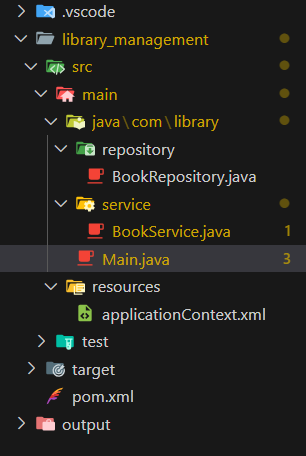 .vscode
library_management
src
main
java\com\library
repository
BookRepository.java
service
BookService.java 1
Main.java 3
resources
applicationContext.xml
test
target
pom.xml
output